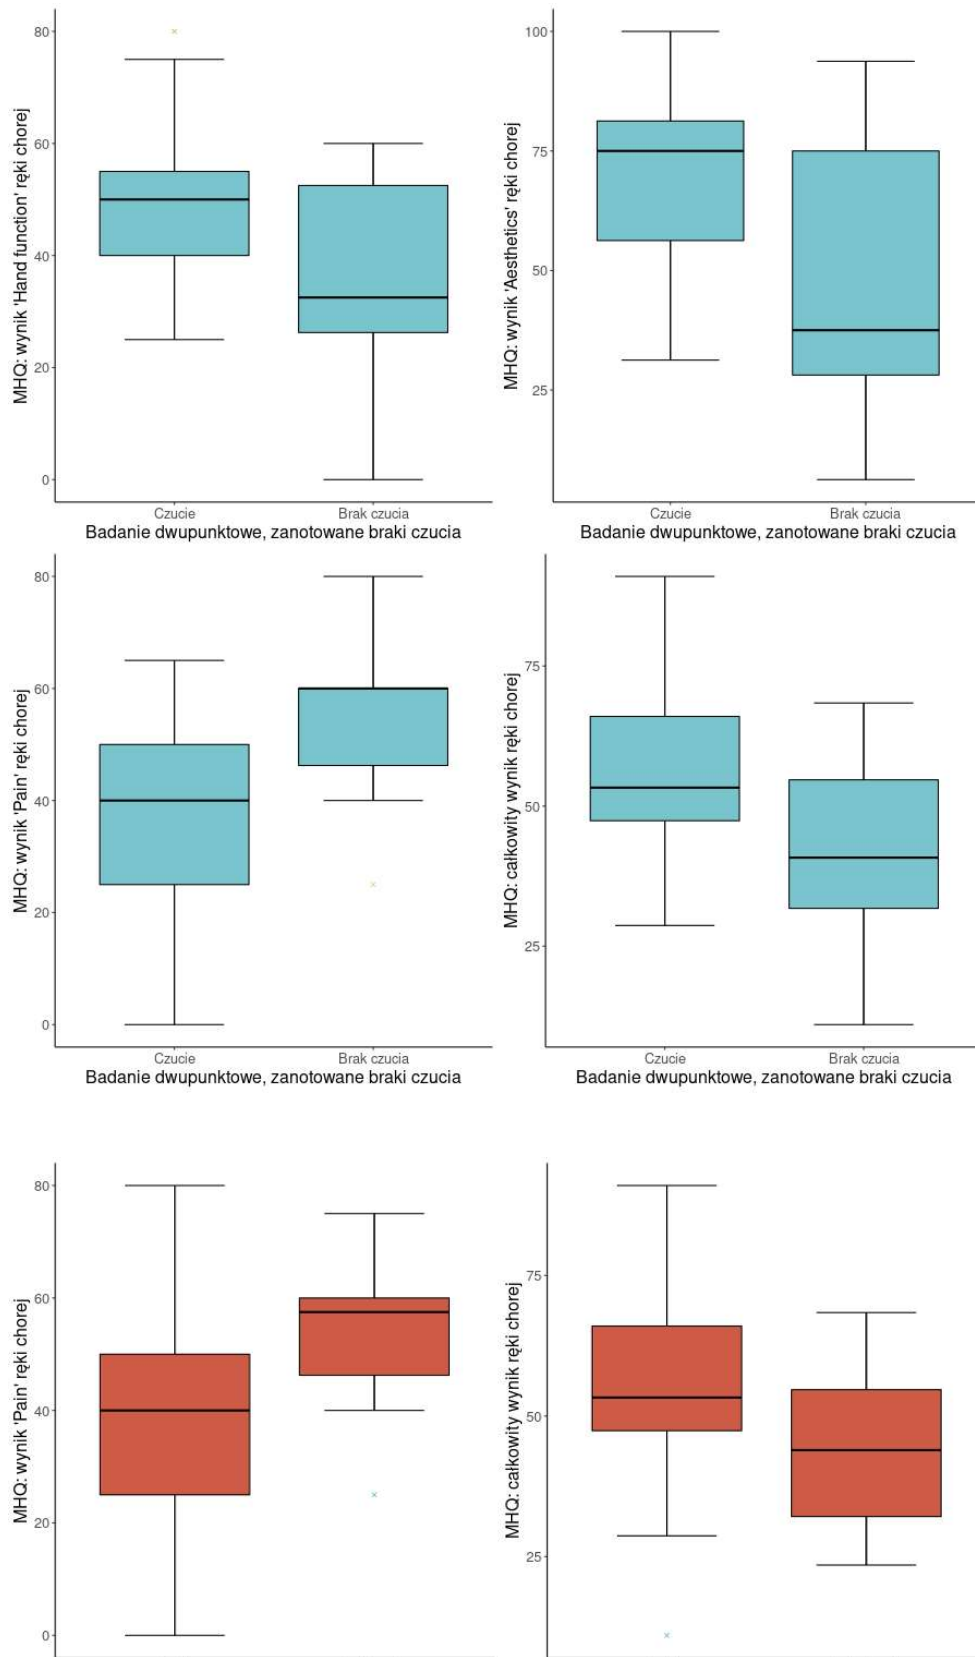 MHQ: wynik 'Hand function' ręki chorej
80
60
40
20
0
Czucie
Brak czucia
Badanie dwupunktowe, zanotowane braki czucia
MHQ: wynik 'Aesthetics' ręki chorej
100
75
50
25
Czucie
Brak czucia
Badanie dwupunktowe, zanotowane braki czucia
MHQ: wynik 'Pain' ręki chorej
80
60
40
20
0
Czucie
Brak czucia
Badanie dwupunktowe, zanotowane braki czucia
MHQ: całkowity wynik ręki chorej
75
50
25
Czucie
Brak czucia
Badanie dwupunktowe, zanotowane braki czucia
MHQ: wynik 'Pain' ręki chorej
80
60
40
20
0
MHQ: całkowity wynik ręki chorej
75
50
25